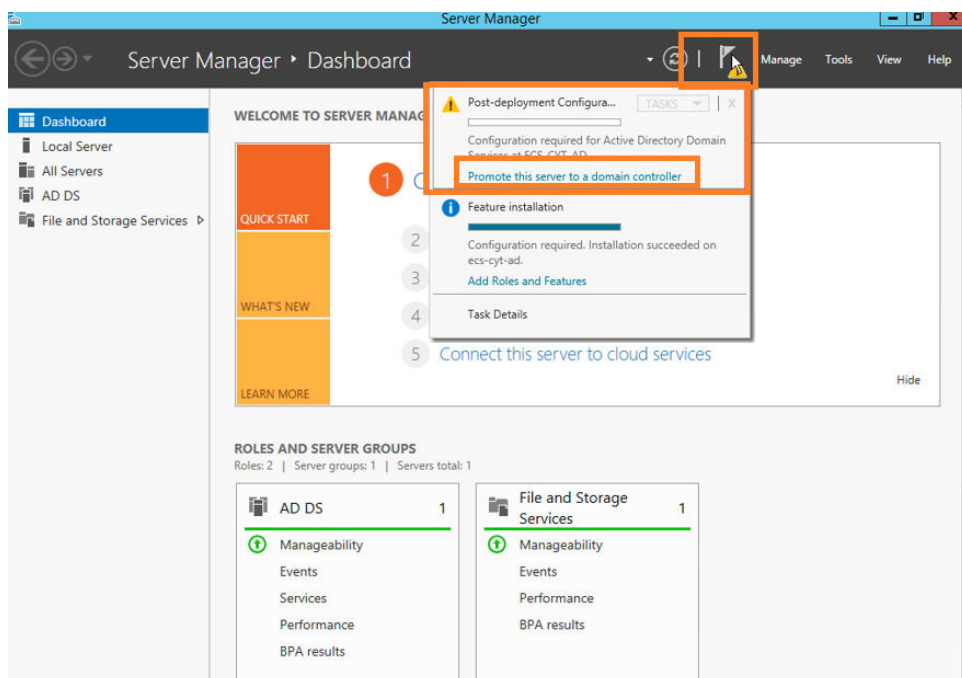 Server Manager
Server Manager ‣ Dashboard
Manage Tools View Help
Dashboard
Local Server
All Servers
AD DS
File and Storage Services
WELCOME TO SERVER MANAG
Post-deployment Configura...
TASKS
X
Configuration required for Active Directory Domain
Services at ECS-CYT-AD
Promote this server to a domain controller
Feature installation
Configuration required. Installation succeeded on
ecs-cyt-ad.
Add Roles and Features
Task Details
QUICK START
WHAT'S NEW
LEARN MORE
1
2
3
4
5 Connect this server to cloud services
Hide
ROLES AND SERVER GROUPS
Roles: 2 | Server groups: 1 | Servers total: 1
AD DS 1
Manageability
Events
Services
Performance
BPA results
File and Storage
Services 1
Manageability
Events
Performance
BPA results